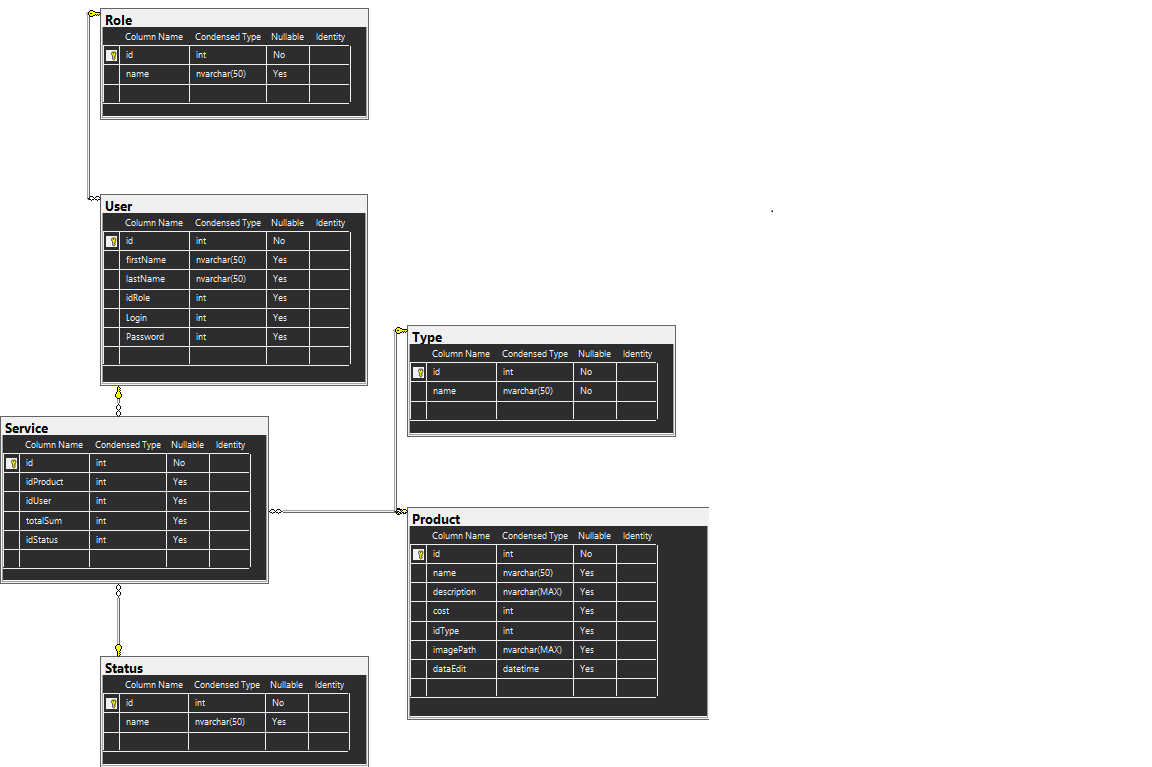 Role
Column Name Condensed Type Nullable Identity
id int No
name nvarchar(50) Yes
User
Column Name Condensed Type Nullable Identity
id int No
firstName nvarchar(50) Yes
lastName nvarchar(50) Yes
idRole int Yes
Login int Yes
Password int Yes
Type
Column Name Condensed Type Nullable Identity
id int No
name nvarchar(50) No
Service
Column Name Condensed Type Nullable Identity
id int No
idProduct int Yes
idUser int Yes
totalSum int Yes
idStatus int Yes
Product
Column Name Condensed Type Nullable Identity
id int No
name nvarchar(50) Yes
description nvarchar(MAX) Yes
cost int Yes
idType int Yes
imagePath nvarchar(MAX) Yes
dataEdit datetime Yes
Status
Column Name Condensed Type Nullable Identity
id int No
name nvarchar(50) Yes